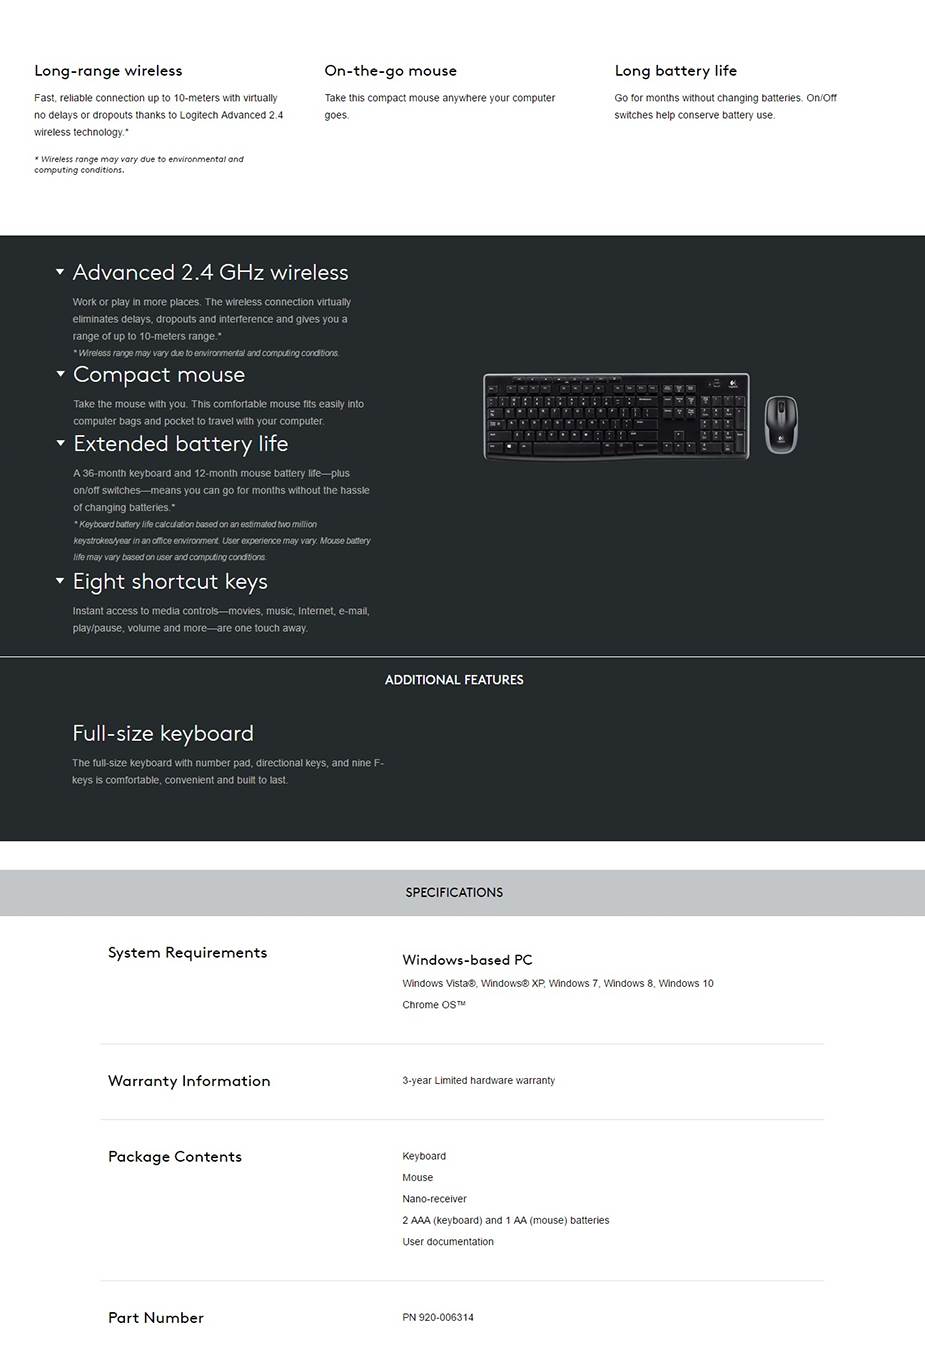 Long-range wireless
Fast, reliable connection up to 10-meters with virtually
no delays or dropouts thanks to Logitech Advanced 2.4
wireless technology.*
* Wireless range may vary due to environmental and
computing conditions.
On-the-go mouse
Take this compact mouse anywhere your computer
goes.
Long battery life
Go for months without changing batteries. On/Off
switches help conserve battery use.
Advanced 2.4 GHz wireless
Work or play in more places. The wireless connection virtually
eliminates delays, dropouts and interference and gives you a
range of up to 10-meters range.*
* Wireless range may vary due to environmental and computing conditions.
Compact mouse
Take the mouse with you. This comfortable mouse fits easily into
computer bags and pocket to travel with your computer.
Extended battery life
A 36-month keyboard and 12-month mouse battery life—plus
on/off switches—means you can go for months without the hassle
of changing batteries.*
* Keyboard battery life calculation based on an estimated two million
keystrokes/year in an office environment. User experience may vary. Mouse battery
life may vary based on user and computing conditions.
Eight shortcut keys
Instant access to media controls—movies, music, Internet, e-mail,
play/pause, volume and more—are one touch away.
ADDITIONAL FEATURES
Full-size keyboard
The full-size keyboard with number pad, directional keys, and nine F-
keys is comfortable, convenient and built to last.
SPECIFICATIONS
System Requirements
Windows-based PC
Windows Vista®, Windows® XP, Windows 7, Windows 8, Windows 10
Chrome OS™
Warranty Information
3-year Limited hardware warranty
Package Contents
Keyboard
Mouse
Nano-receiver
2 AAA (keyboard) and 1 AA (mouse) batteries
User documentation
Part Number
PN 920-006314